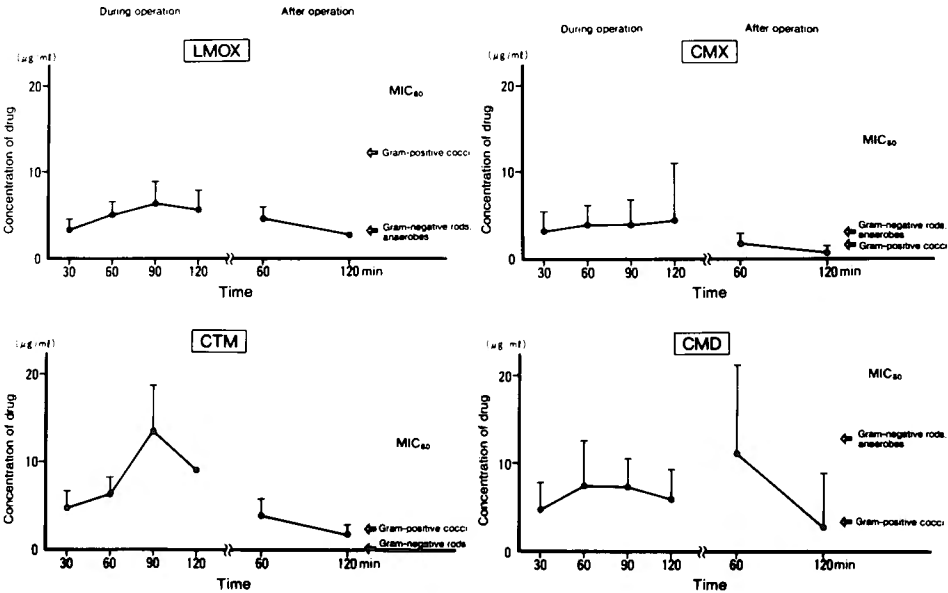 During operation
After operation
LMOX
(μg/mℓ)
Concentration of drug
20
10
0
MIC₈₀
⇐ Gram-positive cocci
⇐ Gram-negative rods,
anaerobes
30 60 90 120 60 120 min
Time
During operation
After operation
CMX
(μg/mℓ)
Concentration of drug
20
10
0
MIC₈₀
⇐ Gram-negative rods,
anaerobes
⇐ Gram-positive cocci
30 60 90 120 60 120 min
Time
CTM
(μg/mℓ)
Concentration of drug
20
10
0
MIC₈₀
⇐ Gram-positive cocci
⇐ Gram-negative rods
30 60 90 120 60 120 min
Time
CMD
(μg/mℓ)
Concentration of drug
20
10
0
MIC₈₀
⇐ Gram-negative rods,
anaerobes
⇐ Gram-positive cocci
30 60 90 120 60 120 min
Time